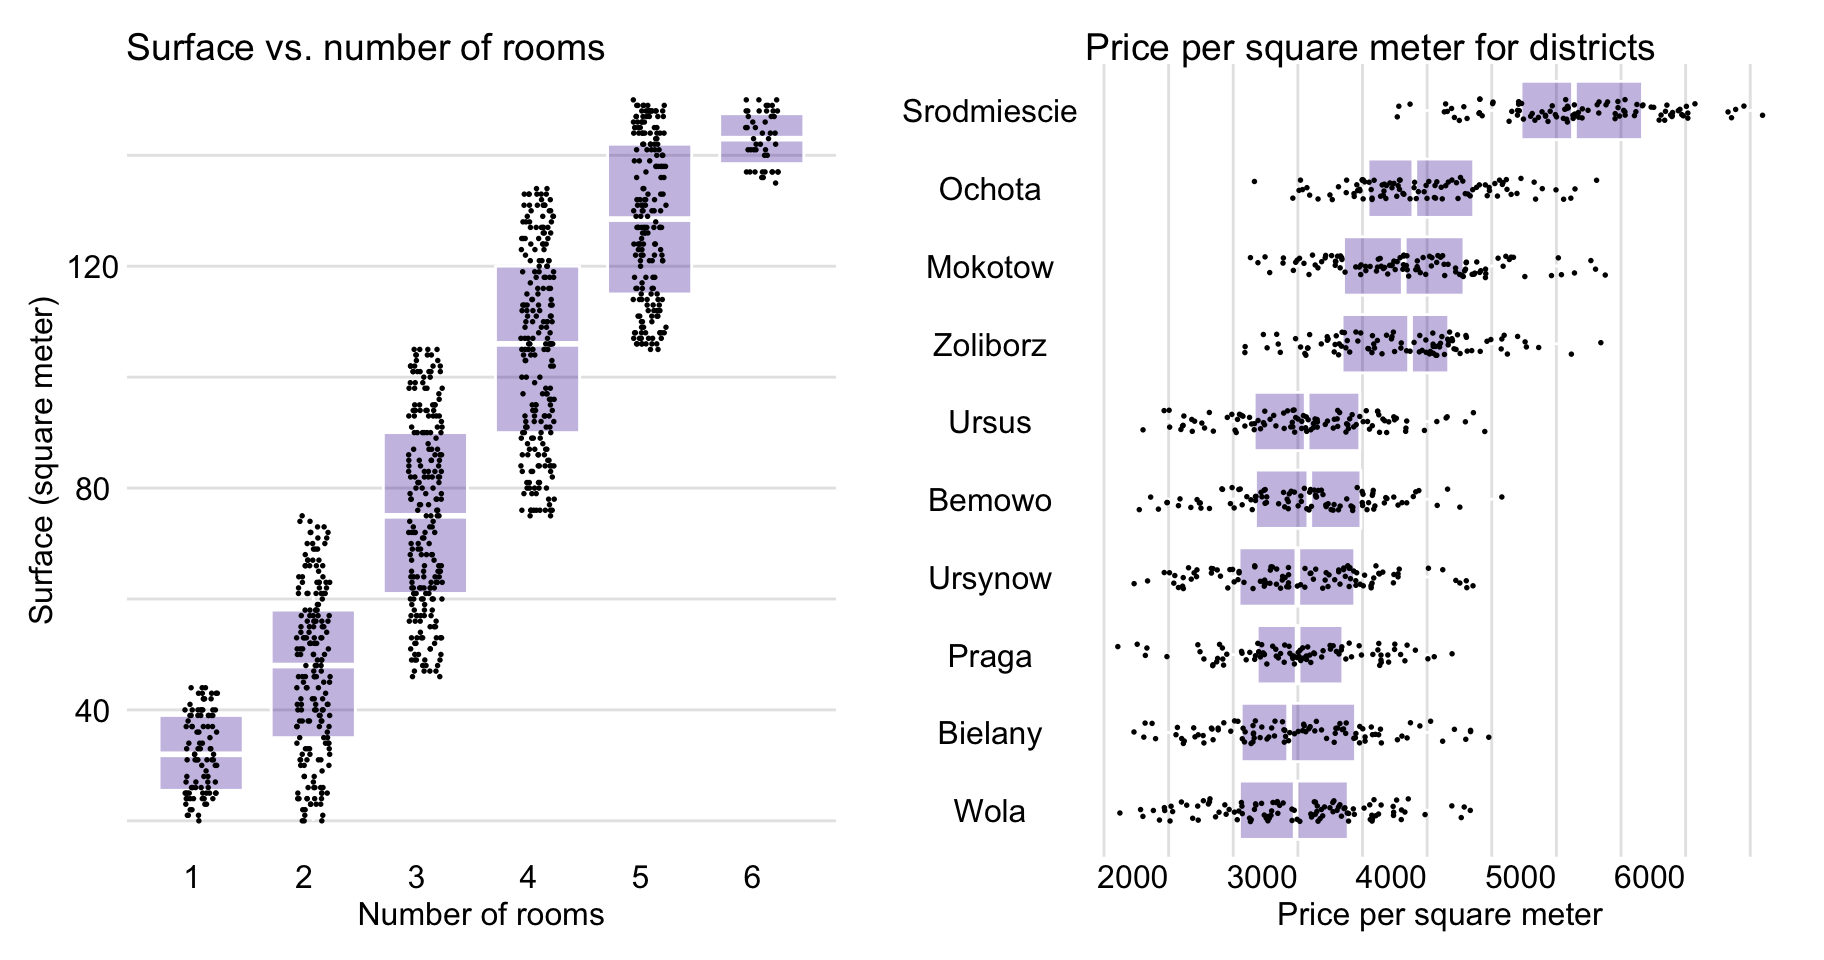 Surface vs. number of rooms
Surface (square meter)
120
80
40
1 2 3 4 5 6
Number of rooms
Price per square meter for districts
Srodmiescie
Ochota
Mokotow
Zoliborz
Ursus
Bemowo
Ursynow
Praga
Bielany
Wola
2000 3000 4000 5000 6000
Price per square meter